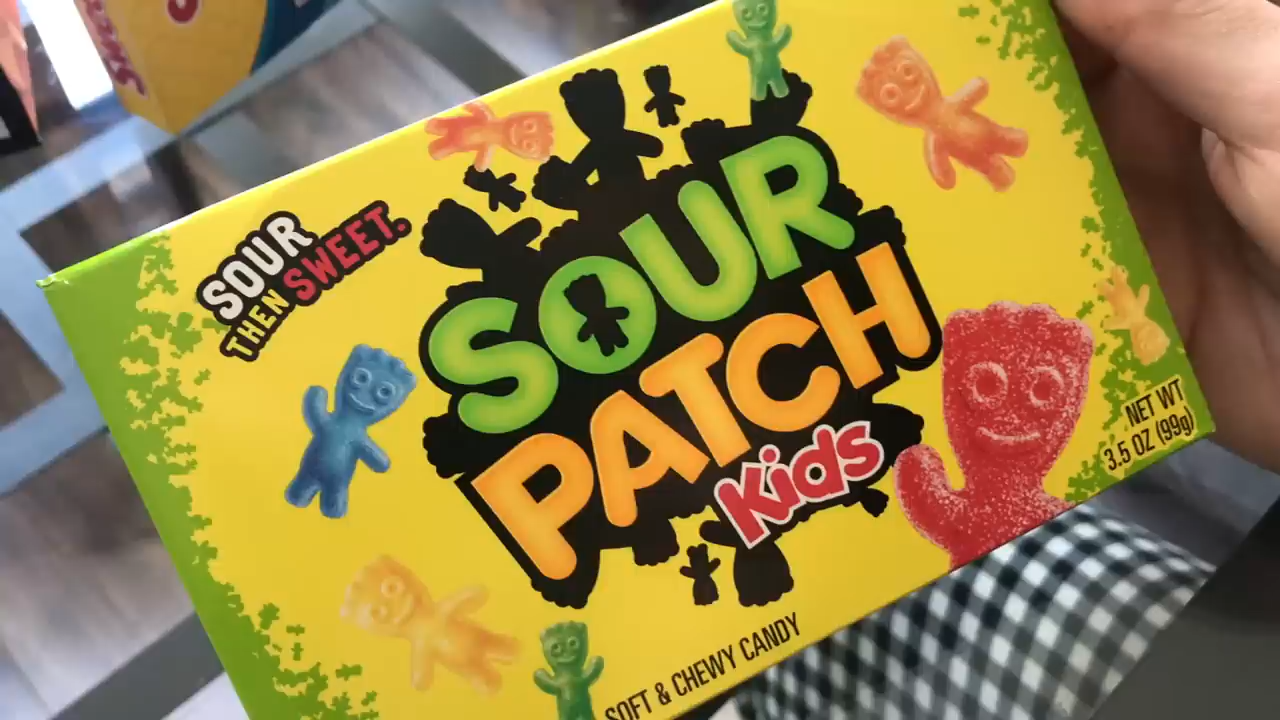 SOUR
THEN SWEET.
SOUR
PATCH
Kids
NET WT
3.5 OZ (99g)
SOFT & CHEWY CANDY